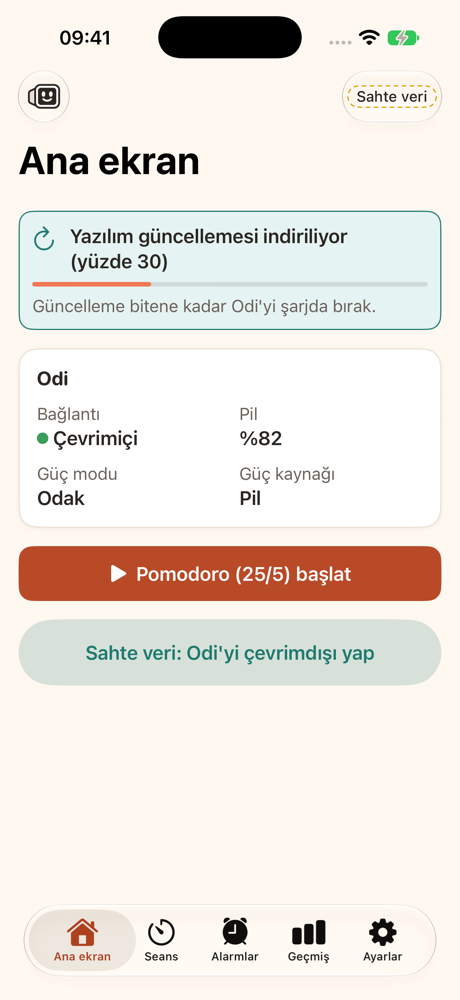 09:41
Sahte veri
Ana ekran
Yazılım güncellemesi indiriliyor
(yüzde 30)
Güncelleme bitene kadar Odi'yi şarjda bırak.
Odi
Bağlantı
Pil
Çevrimiçi
%82
Güç modu
Güç kaynağı
Odak
Pil
Pomodoro (25/5) başlat
Sahte veri: Odi'yi çevrimdışı yap
Ana ekran
Seans
Alarmlar
Geçmiş
Ayarlar